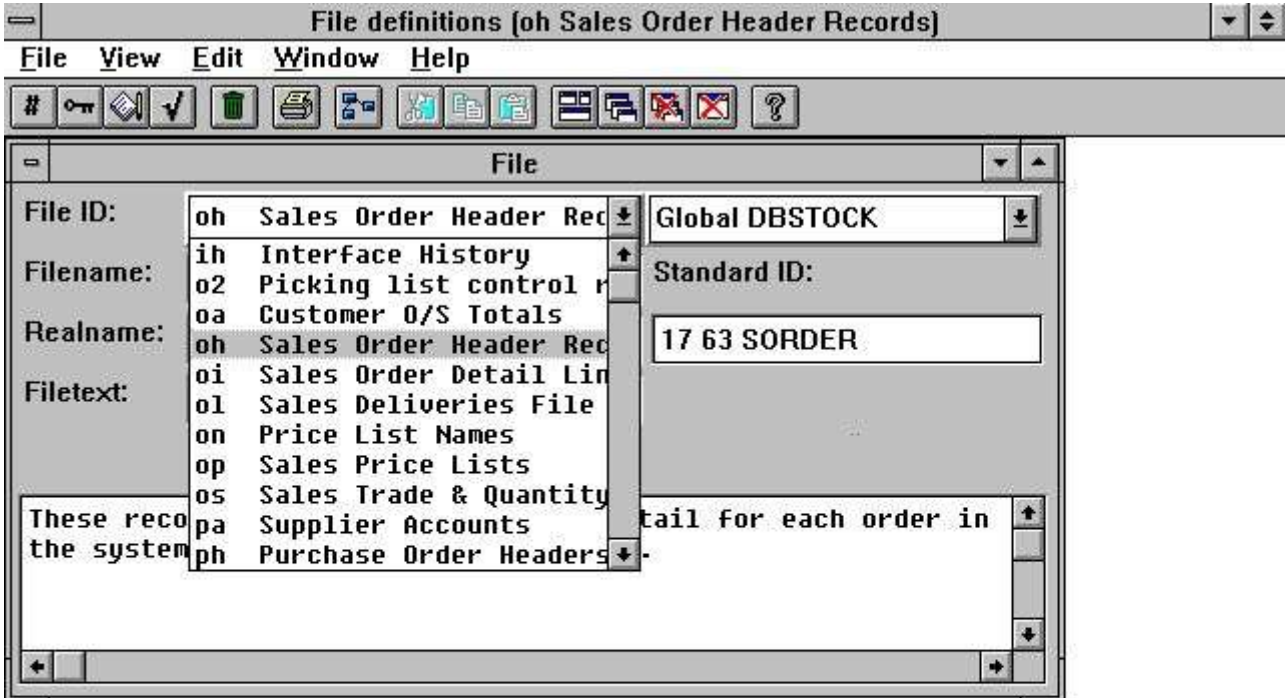 File definitions (oh Sales Order Header Records)
File View Edit Window Help
# ?
File
File ID:
oh Sales Order Header Rec
Global DBSTOCK
ih Interface History
Filename:
o2 Picking list control r
Standard ID:
oa Customer O/S Totals
Realname:
oh Sales Order Header Rec
17 63 SORDER
oi Sales Order Detail Lin
Filetext:
ol Sales Deliveries File
on Price List Names
op Sales Price Lists
os Sales Trade & Quantity
These reco
pa Supplier Accounts
tail for each order in
the system
ph Purchase Order Headers -